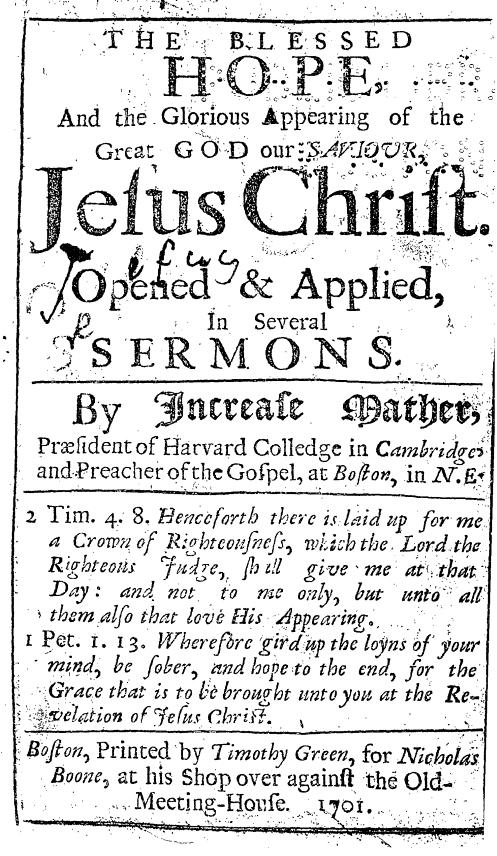 THE BLESSED
HOPE,
And the Glorious Appearing of the
Great GOD our SAVIOUR,
Jeſus Chriſt.
Opened & Applied,
In Several
SERMONS.
By Increaſe Mather,
Præſident of Harvard Colledge in Cambridge,
and Preacher of the Goſpel, at Boſton, in N.E.
2 Tim. 4. 8. Henceforth there is laid up for me
a Crown of Righteouſneſs, which the Lord the
Righteous Judge, ſhall give me at that
Day: and not to me only, but unto all
them alſo that love His Appearing.
1 Pet. 1. 13. Wherefore gird up the loyns of your
mind, be ſober, and hope to the end, for the
Grace that is to be brought unto you at the Re-
velation of Jeſus Chriſt.
Boſton, Printed by Timothy Green, for Nicholas
Boone, at his Shop over againſt the Old-
Meeting-Houſe. 1701.